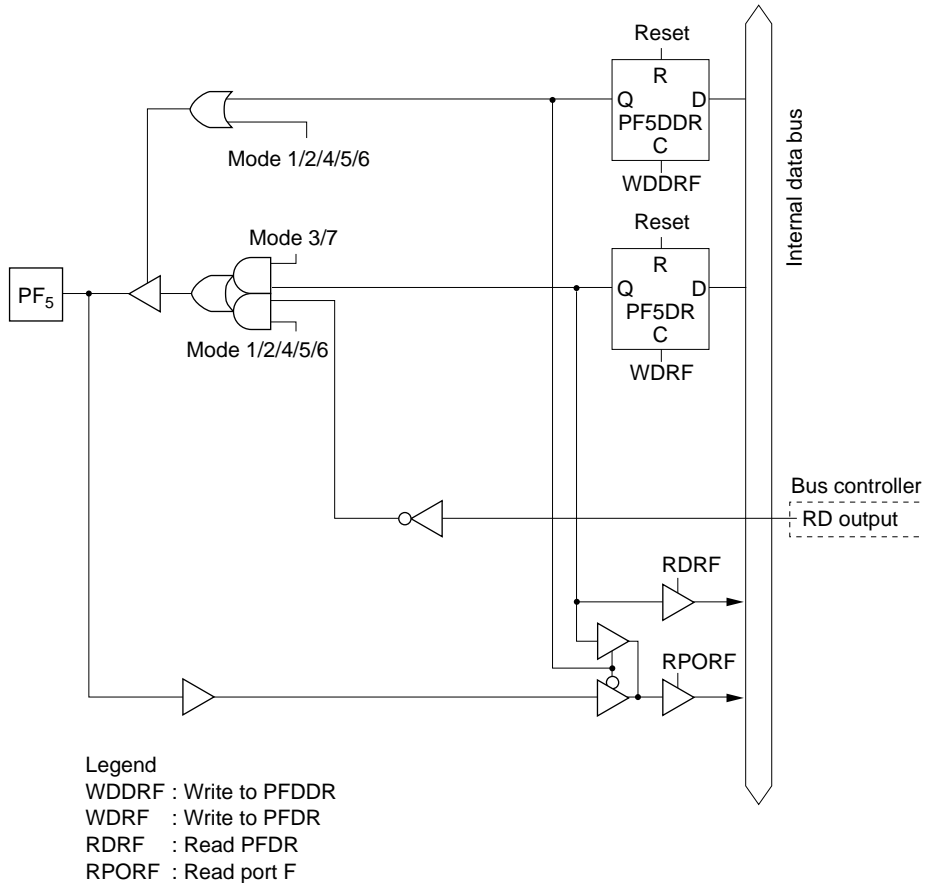 Reset
R
Q D
PF5DDR
C
WDDRF
Mode 1/2/4/5/6
Internal data bus
Reset
R
Q D
PF5DR
C
WDRF
Mode 3/7
PF5
Mode 1/2/4/5/6
Bus controller
RD output
RDRF
RPORF
Legend
WDDRF : Write to PFDDR
WDRF : Write to PFDR
RDRF : Read PFDR
RPORF : Read port F